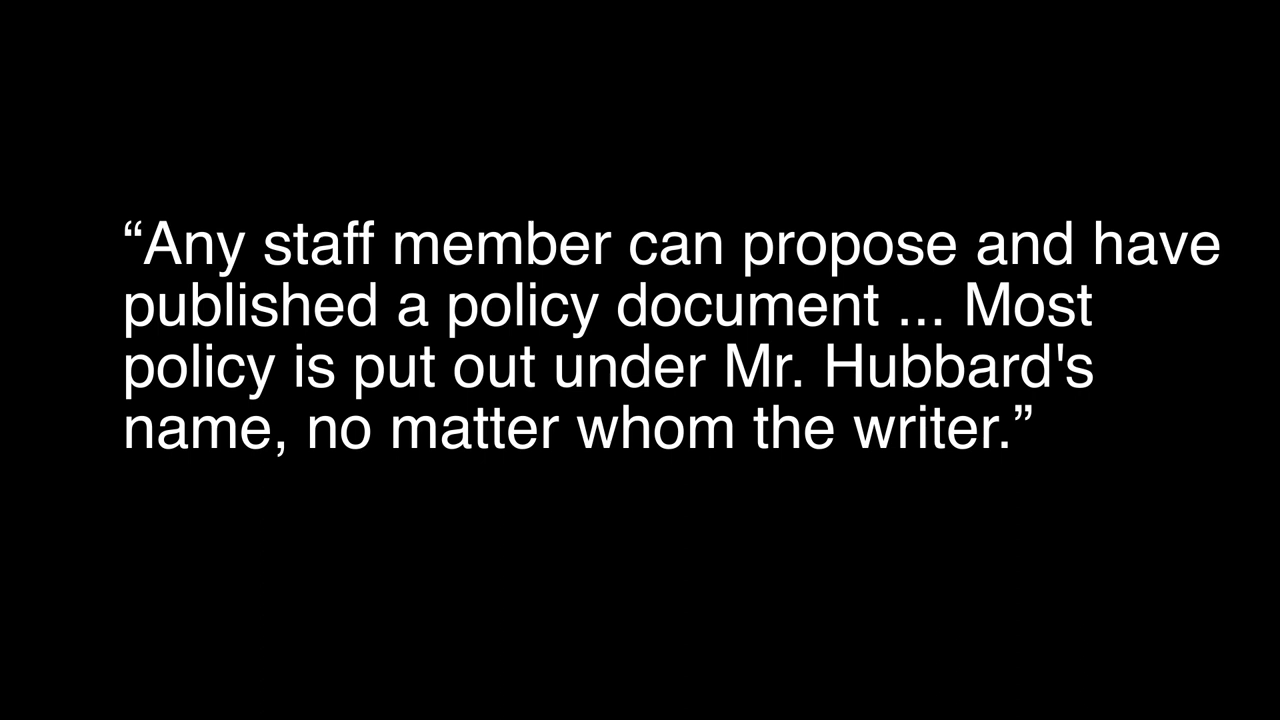 “Any staff member can propose and have
published a policy document ... Most
policy is put out under Mr. Hubbard's
name, no matter whom the writer.”